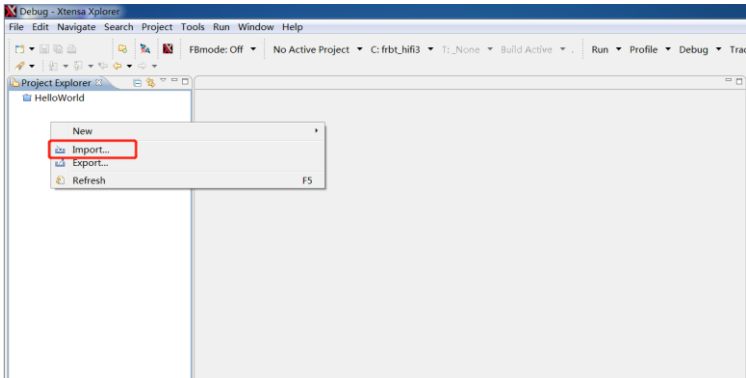 Debug - Xtensa Xplorer
File Edit Navigate Search Project Tools Run Window Help
FBmode: Off No Active Project C: frbt_hifi3 T: _None Build Active Run Profile Debug Trac
Project Explorer
HelloWorld
New
Import...
Export...
Refresh F5